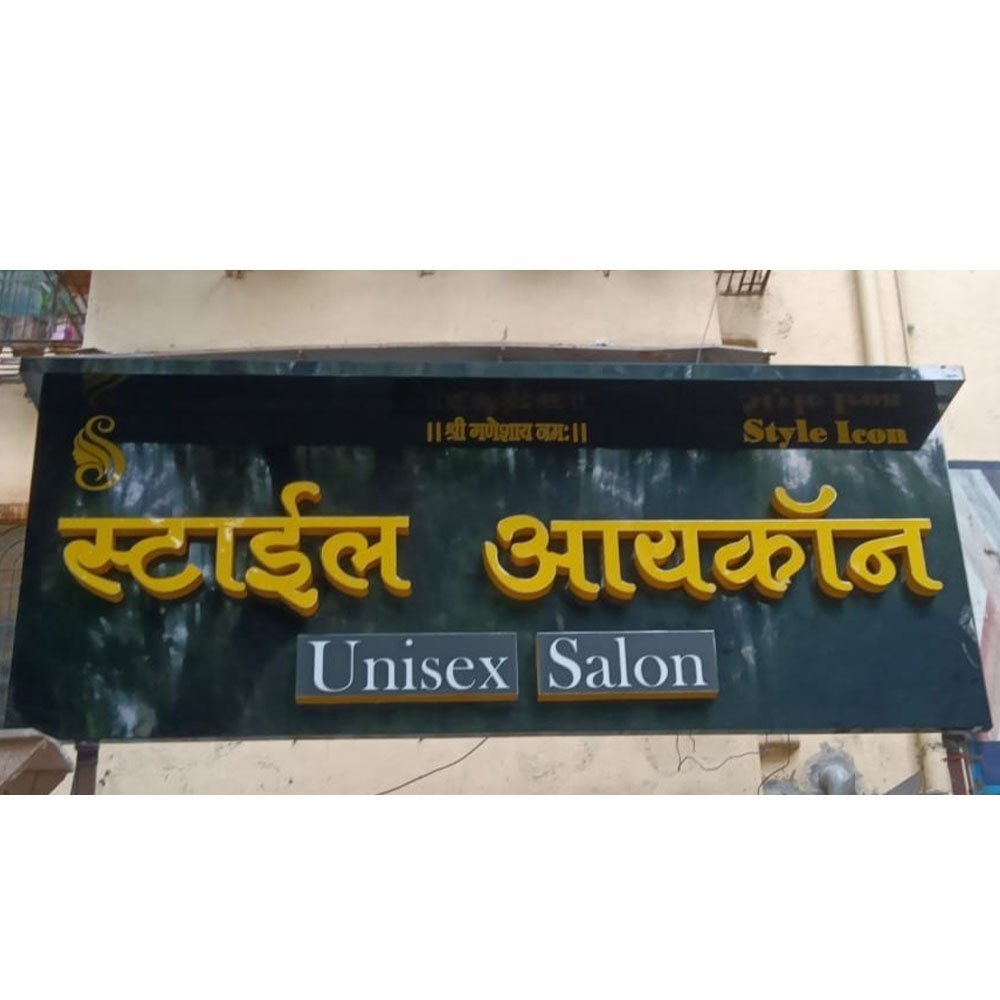 ||श्री गणेशाय नमः||
Style Icon
स्टाईल आयकॉन
Unisex Salon